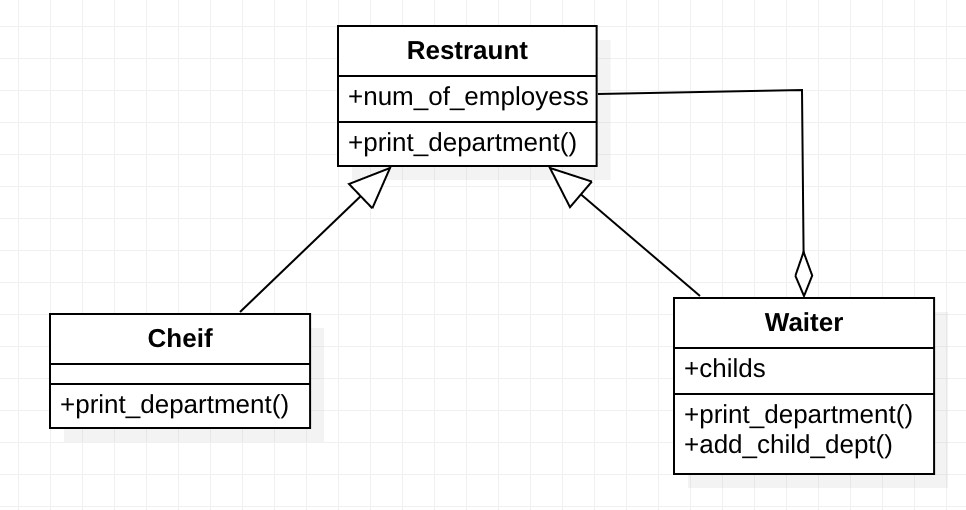 Restraunt
+num_of_employess
+print_department()
Cheif
+print_department()
Waiter
+childs
+print_department()
+add_child_dept()